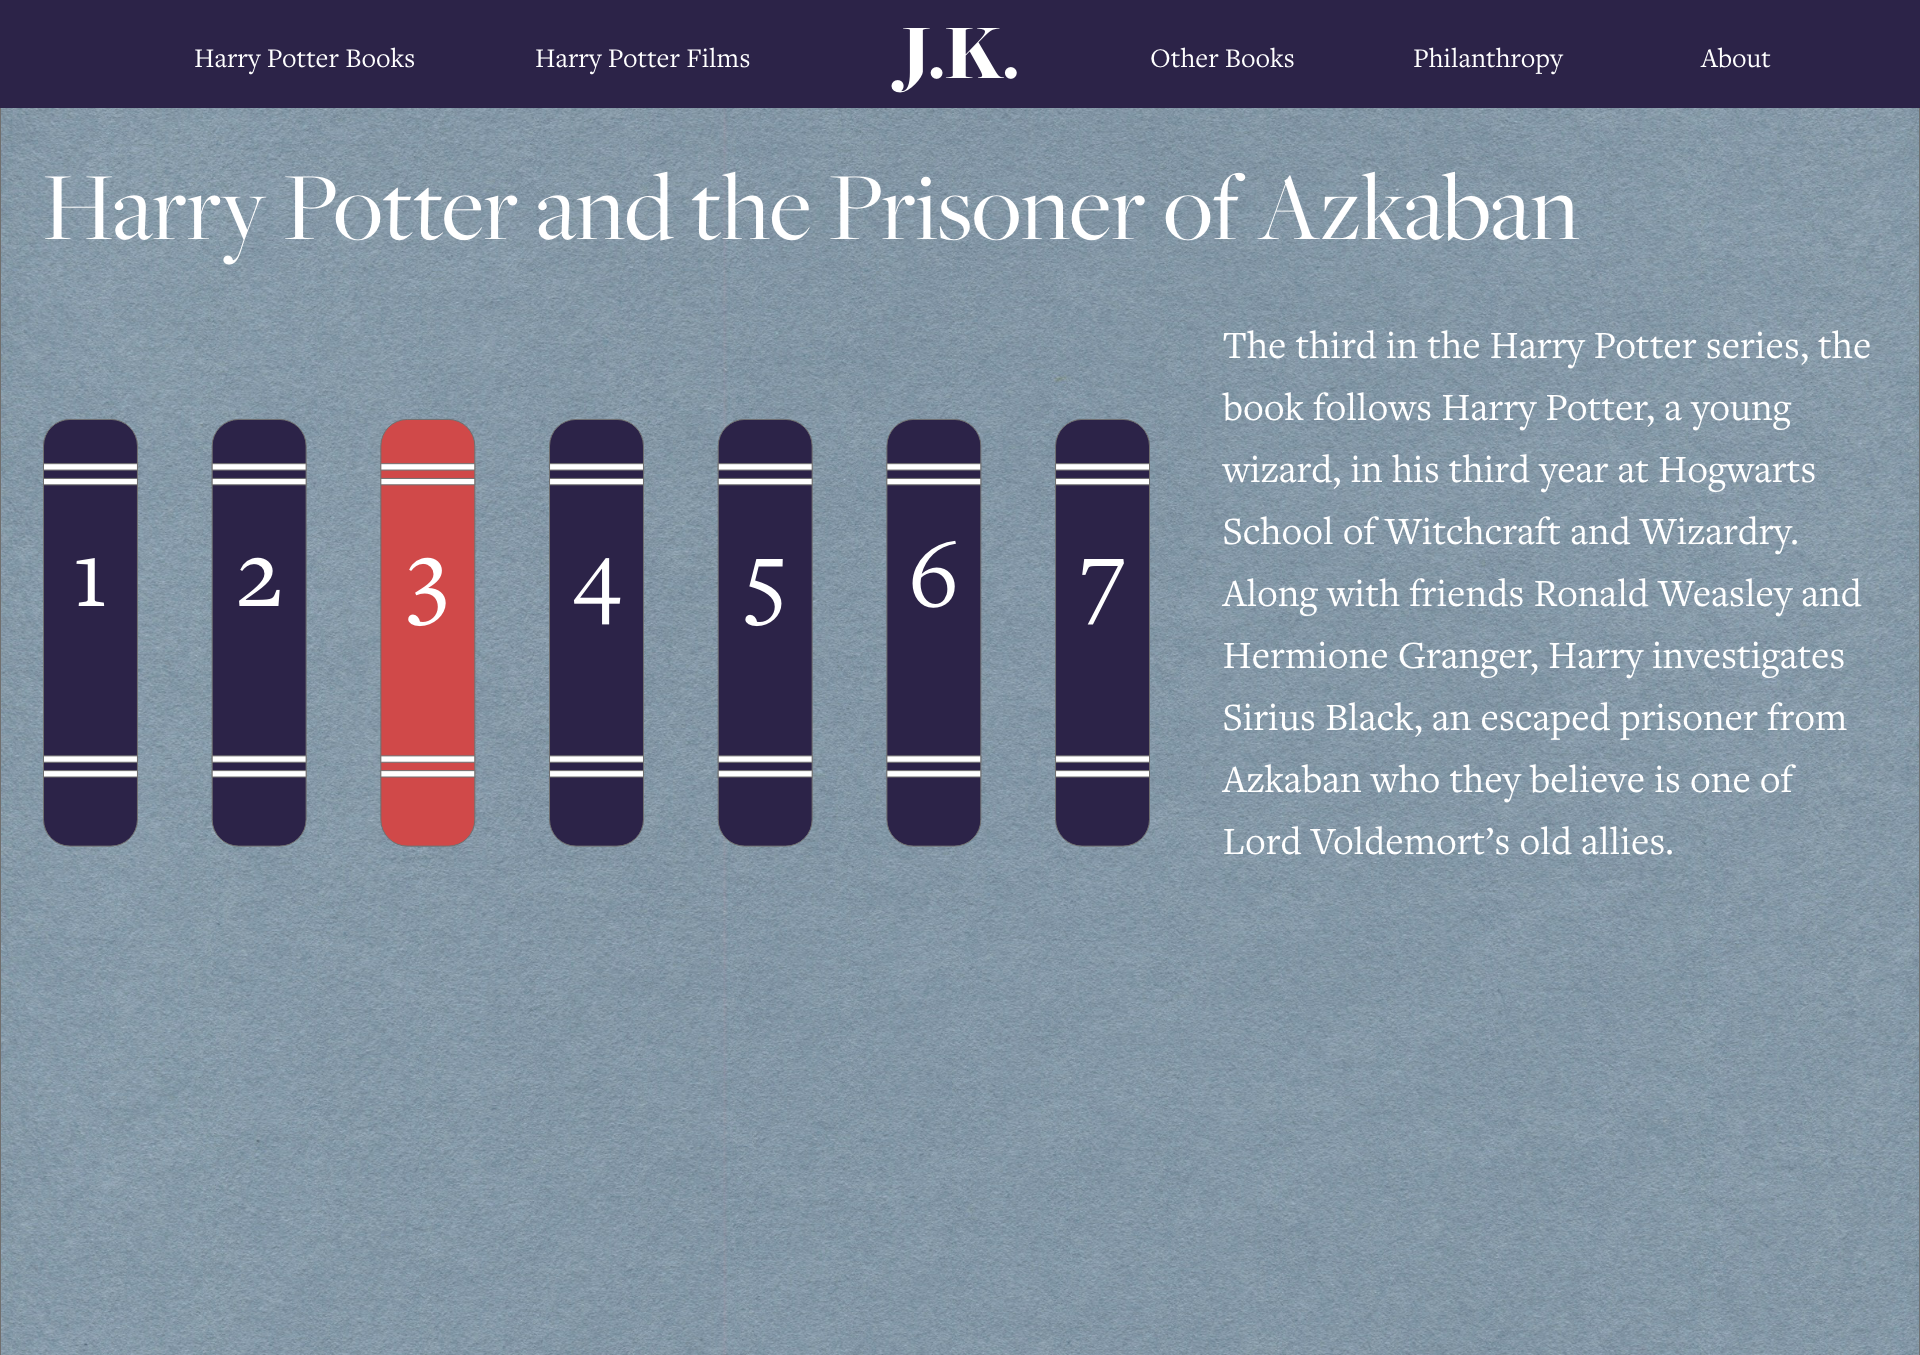 Harry Potter Books
Harry Potter Films
J.K.
Other Books
Philanthropy
About
Harry Potter and the Prisoner of Azkaban
1
2
3
4
5
6
7
The third in the Harry Potter series, the
book follows Harry Potter, a young
wizard, in his third year at Hogwarts
School of Witchcraft and Wizardry.
Along with friends Ronald Weasley and
Hermione Granger, Harry investigates
Sirius Black, an escaped prisoner from
Azkaban who they believe is one of
Lord Voldemort’s old allies.